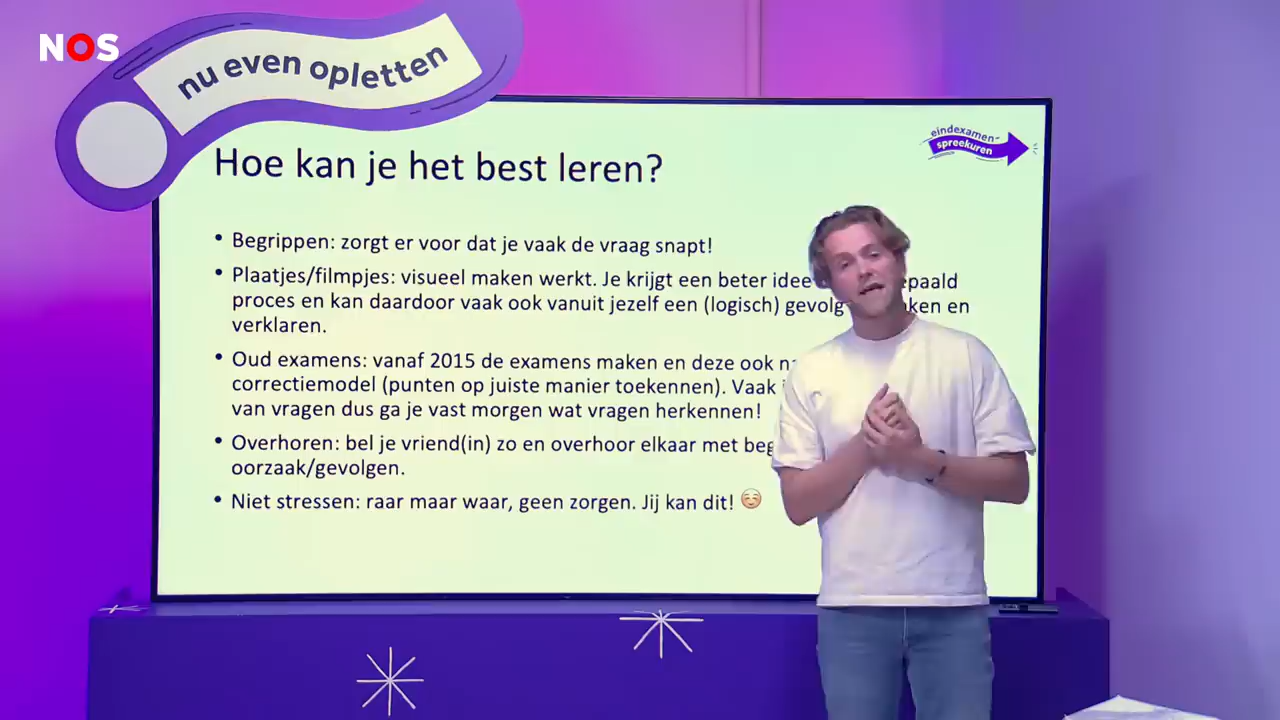 NOS
nu even opletten
eindexamen-
spreekuren
Hoe kan je het best leren?
• Begrippen: zorgt er voor dat je vaak de vraag snapt!
• Plaatjes/filmpjes: visueel maken werkt. Je krijgt een beter idee
proces en kan daardoor vaak ook vanuit jezelf een (logisch) en
verklaren.
• Oud examens: vanaf 2015 de examens maken en deze ook
correctiemodel (punten op juiste manier toekennen). Vaak
van vragen dus ga je vast morgen wat vragen herkennen!
• Overhoren: bel je vriend(in) zo en overhoor elkaar met
oorzaak/gevolgen.
• Niet stressen: raar maar waar, geen zorgen. Jij kan dit! ☺